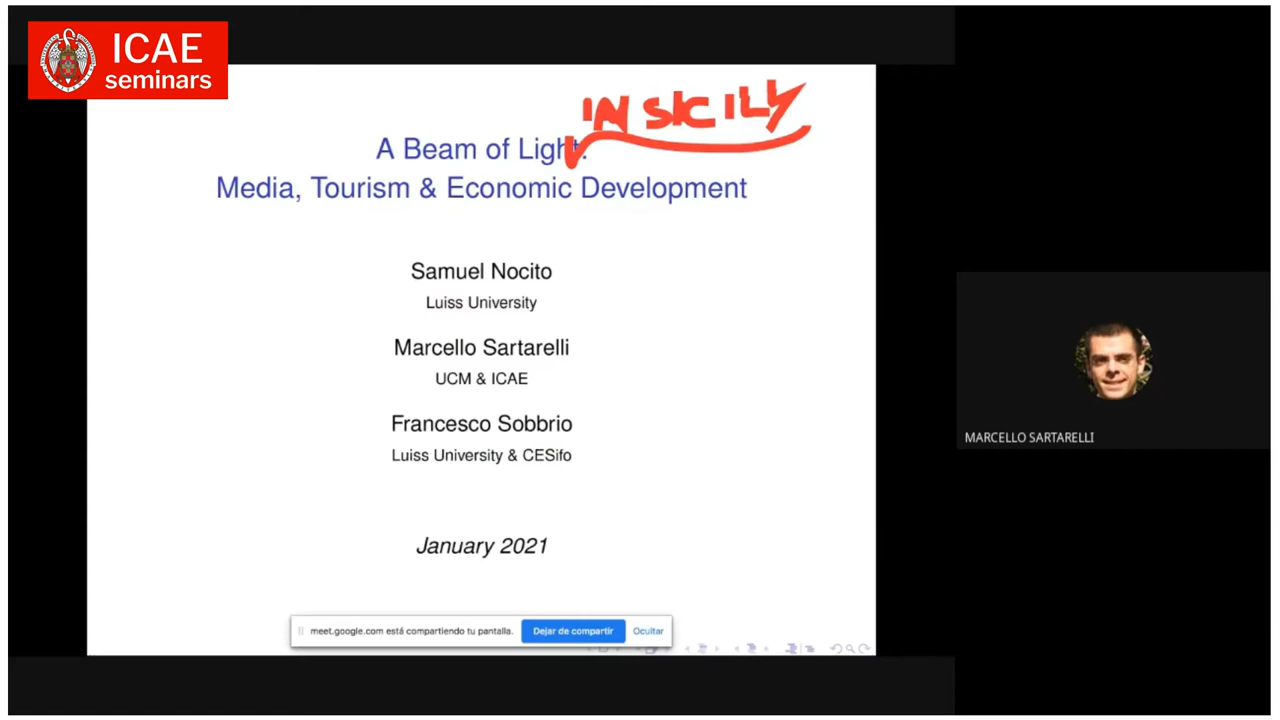 ICAE
seminars
IN SICILY
A Beam of Light:
Media, Tourism & Economic Development
Samuel Nocito
Luiss University
Marcello Sartarelli
UCM & ICAE
Francesco Sobbrio
Luiss University & CESifo
January 2021
meet.google.com está compartiendo tu pantalla. Dejar de compartir Ocultar
MARCELLO SARTARELLI